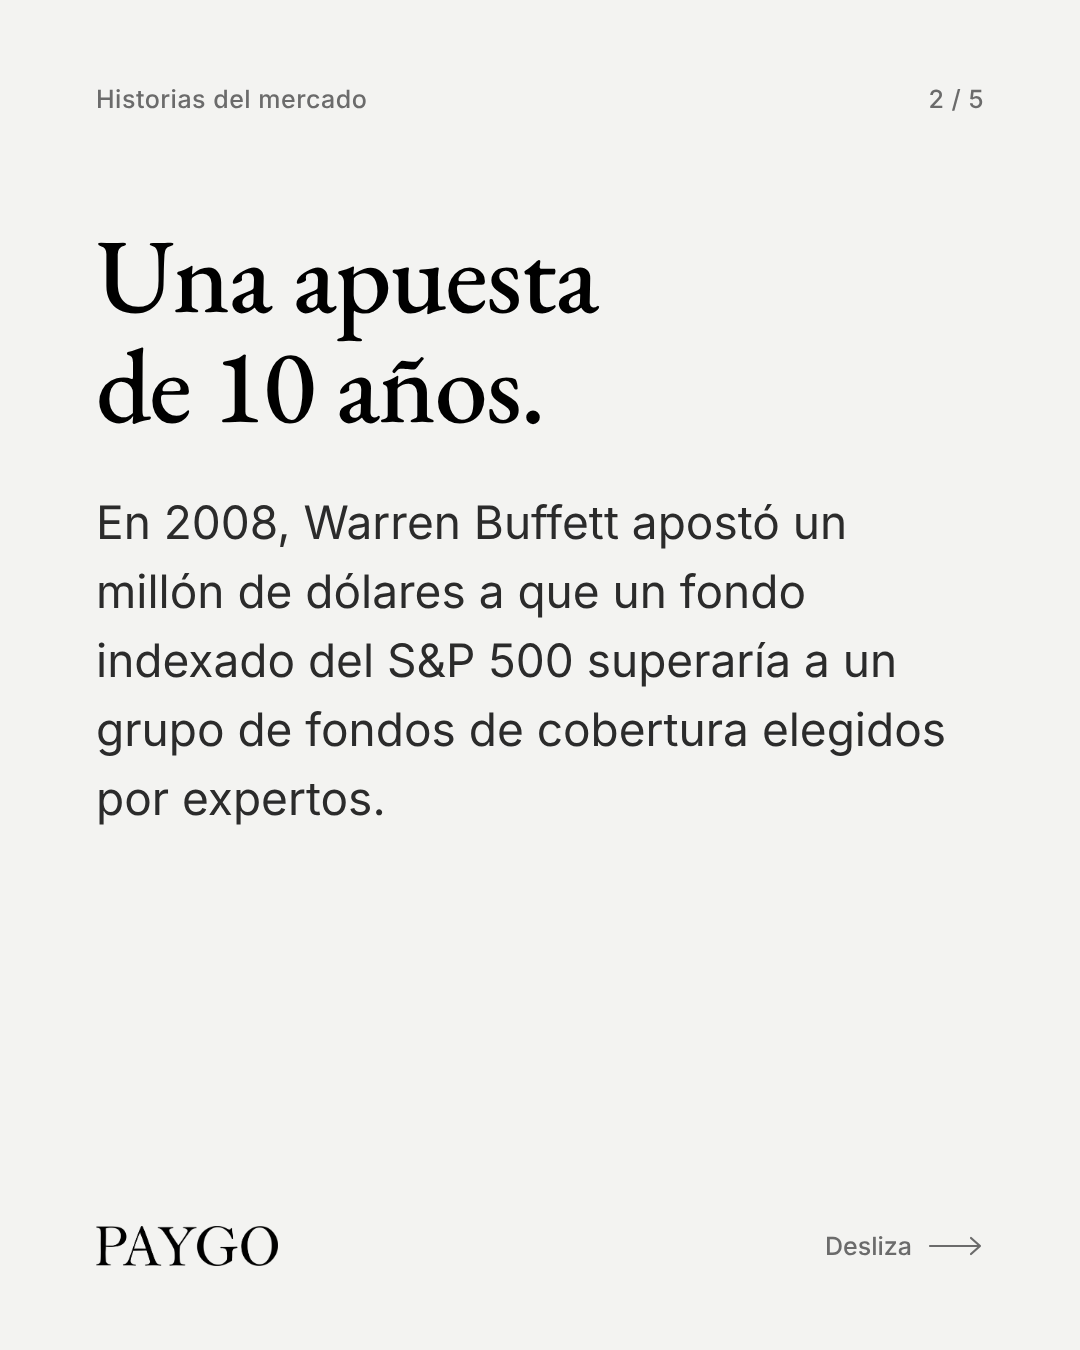 Historias del mercado
2 / 5
Una apuesta
de 10 años.
En 2008, Warren Buffett apostó un
millón de dólares a que un fondo
indexado del S&P 500 superaría a un
grupo de fondos de cobertura elegidos
por expertos.
PAYGO
Desliza →